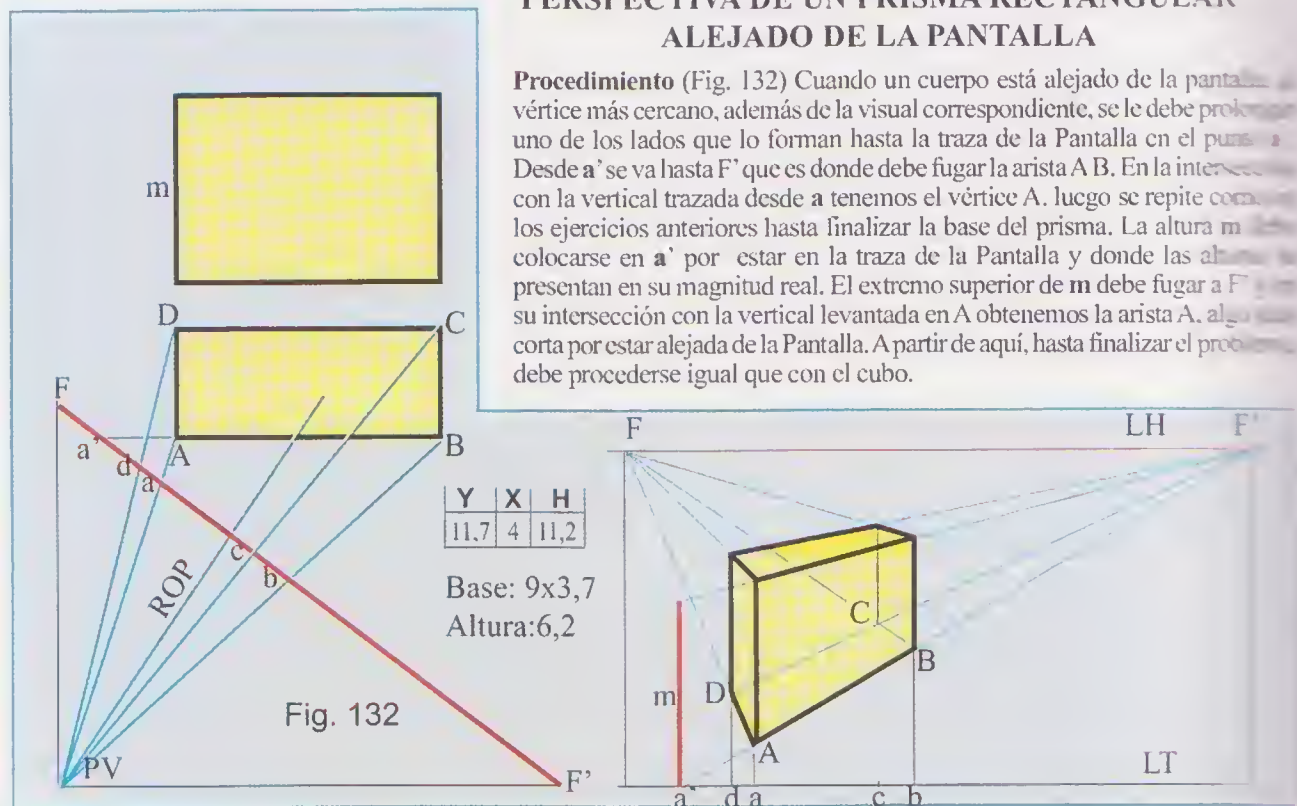 ALEJADO DE LA PANTALLA
Procedimiento (Fig. 132) Cuando un cuerpo está alejado de la
vértice más cercano, además de la visual correspondiente, se le debe
uno de los lados que lo forman hasta la traza de la Pantalla en el
Desde a' se va hasta F' que es donde debe fugar la arista A B. En la
con la vertical trazada desde a tenemos el vértice A. luego se repite
los ejercicios anteriores hasta finalizar la base del prisma. La altura m
colocarse en a' por estar en la traza de la Pantalla y donde las
presentan en su magnitud real. El extremo superior de m debe fugar a F'
su intersección con la vertical levantada en A obtenemos la arista A. algo
corta por estar alejada de la Pantalla. A partir de aquí, hasta finalizar el
debe procederse igual que con el cubo.
m
D
C
F
a'
d
A
a
B
c
b
ROP
PV
F'
Fig. 132
Y X H
11,7 4 11,2
Base: 9x3,7
Altura:6,2
F
LH
F'
m
C
D
B
A
LT
a'
d
a
c
b